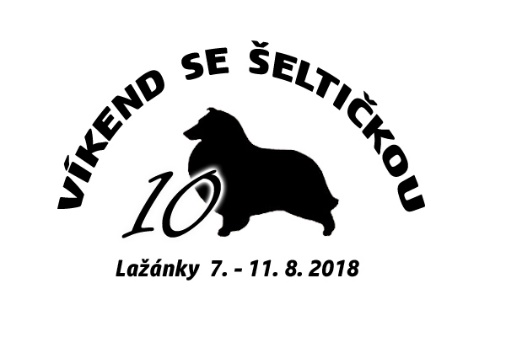 VÍKEND SE ŠELTIČKOU
10
Lažánky 7. - 11. 8. 2018